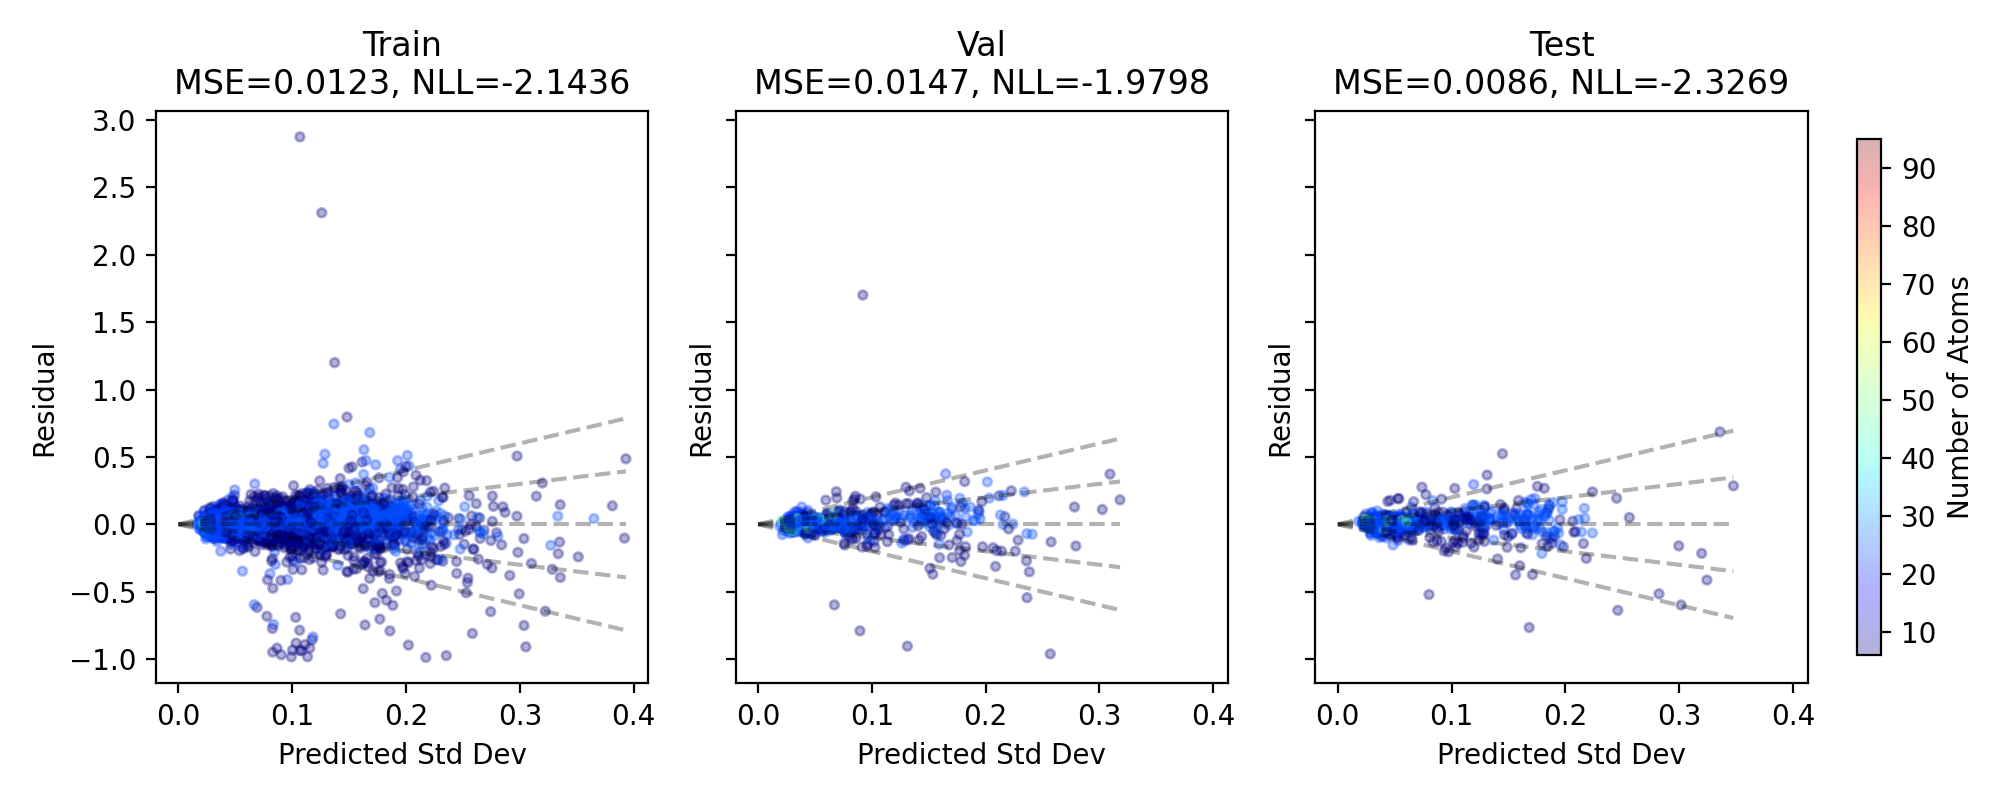 Train
MSE=0.0123, NLL=-2.1436
Val
MSE=0.0147, NLL=-1.9798
Test
MSE=0.0086, NLL=-2.3269
3.0
2.5
2.0
1.5
1.0
0.5
0.0
−0.5
−1.0
Residual
0.0 0.1 0.2 0.3 0.4
Predicted Std Dev
Residual
0.0 0.1 0.2 0.3 0.4
Predicted Std Dev
Residual
0.0 0.1 0.2 0.3 0.4
Predicted Std Dev
90
80
70
60
50
40
30
20
10
Number of Atoms